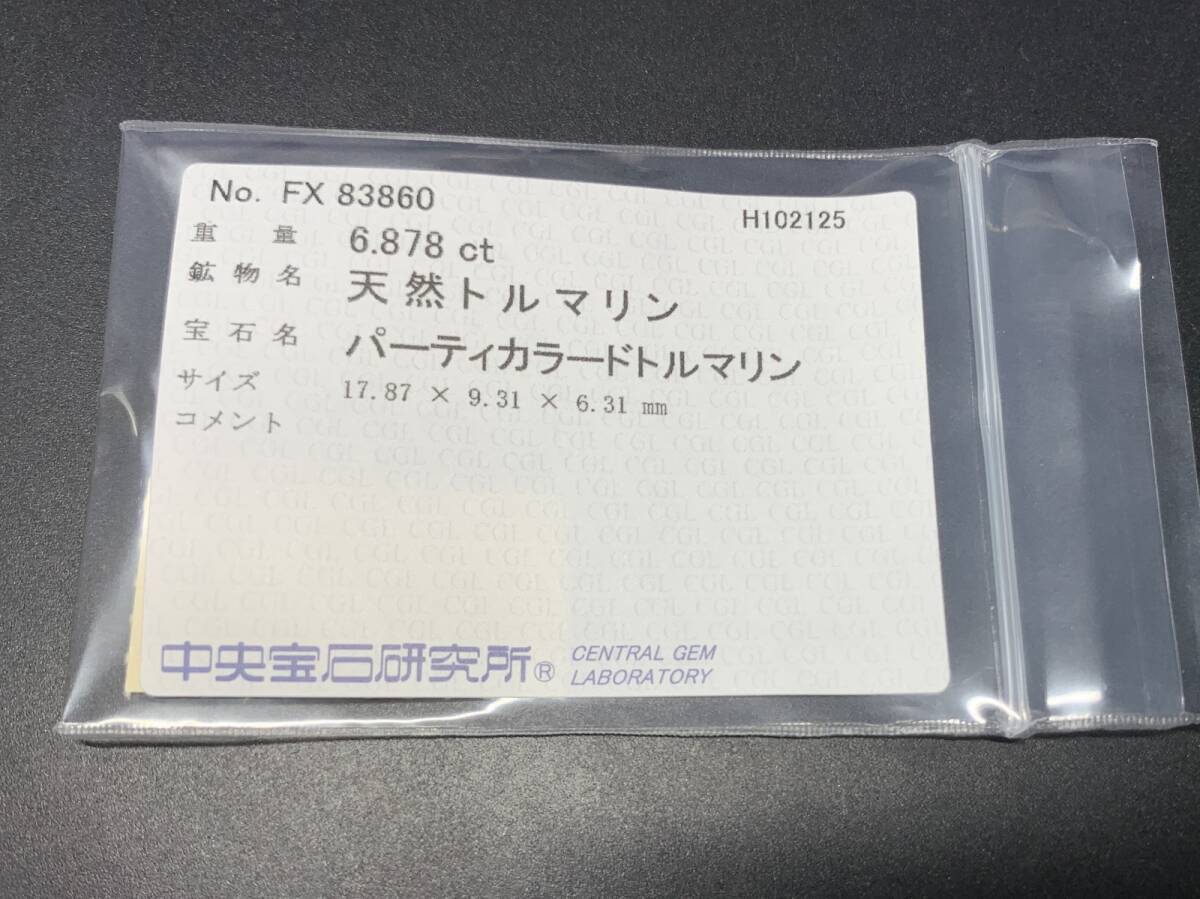 No. FX 83860
H102125
重量 6.878 ct
鉱物名 天然トルマリン
宝石名 パーティカラードトルマリン
サイズ 17.87 × 9.31 × 6.31 mm
コメント
中央宝石研究所® CENTRAL GEM
LABORATORY